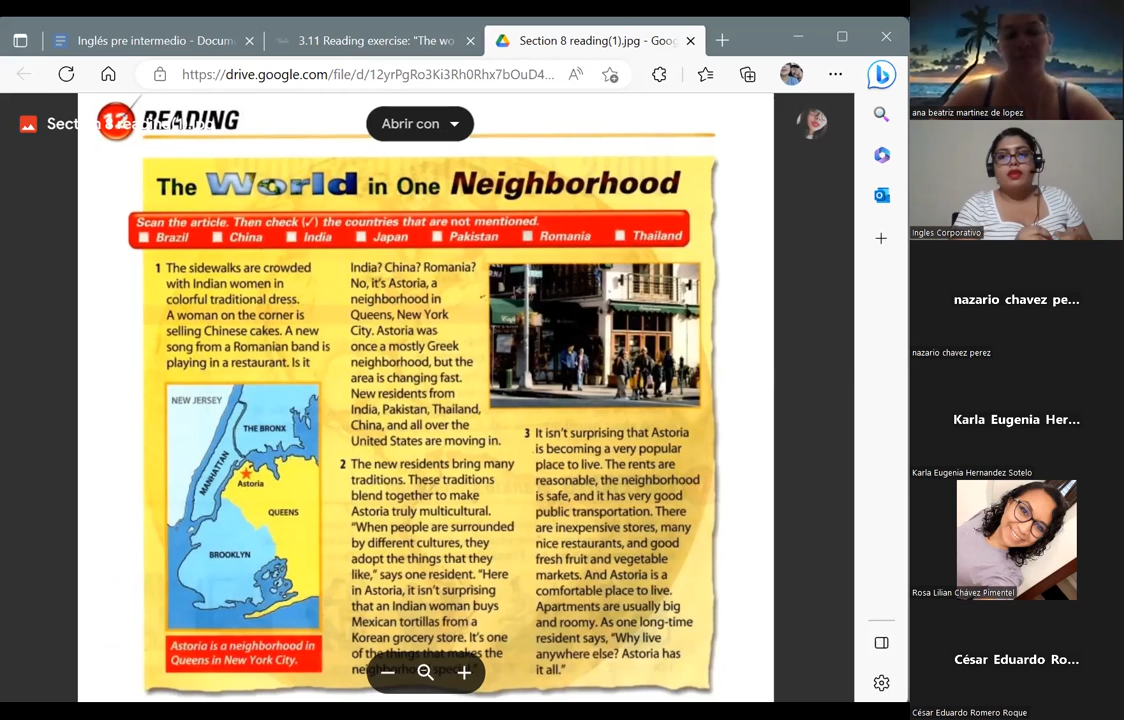 Inglés pre intermedio - Docum
3.11 Reading exercise: "The wo
Section 8 reading(1).jpg - Goog
https://drive.google.com/file/d/12yrPgRo3Ki3Rh0Rhx7bOuD4...
12 READING
Abrir con
The World in One Neighborhood
Scan the article. Then check (✓) the countries that are not mentioned.
Brazil China India Japan Pakistan Romania Thailand
1 The sidewalks are crowded
with Indian women in
colorful traditional dress.
A woman on the corner is
selling Chinese cakes. A new
song from a Romanian band is
playing in a restaurant. Is it
NEW JERSEY
THE BRONX
MANHATTAN
Astoria
QUEENS
BROOKLYN
Astoria is a neighborhood in
Queens in New York City.
India? China? Romania?
No, it's Astoria, a
neighborhood in
Queens, New York
City. Astoria was
once a mostly Greek
neighborhood, but the
area is changing fast.
New residents from
India, Pakistan, Thailand,
China, and all over the
United States are moving in.
2 The new residents bring many
traditions. These traditions
blend together to make
Astoria truly multicultural.
"When people are surrounded
by different cultures, they
adopt the things that they
like," says one resident. "Here
in Astoria, it isn't surprising
that an Indian woman buys
Mexican tortillas from a
Korean grocery store. It's one
of the things that makes the
neighborhood special."
3 It isn't surprising that Astoria
is becoming a very popular
place to live. The rents are
reasonable, the neighborhood
is safe, and it has very good
public transportation. There
are inexpensive stores, many
nice restaurants, and good
fresh fruit and vegetable
markets. And Astoria is a
comfortable place to live.
Apartments are usually big
and roomy. As one long-time
resident says, "Why live
anywhere else? Astoria has
it all."
ana beatriz martinez de lopez
Ingles Corporativo
nazario chavez pe...
nazario chavez perez
Karla Eugenia Her...
Karla Eugenia Hernandez Sotelo
Rosa Lilian Chávez Pimentel
César Eduardo Ro...
César Eduardo Romero Roque